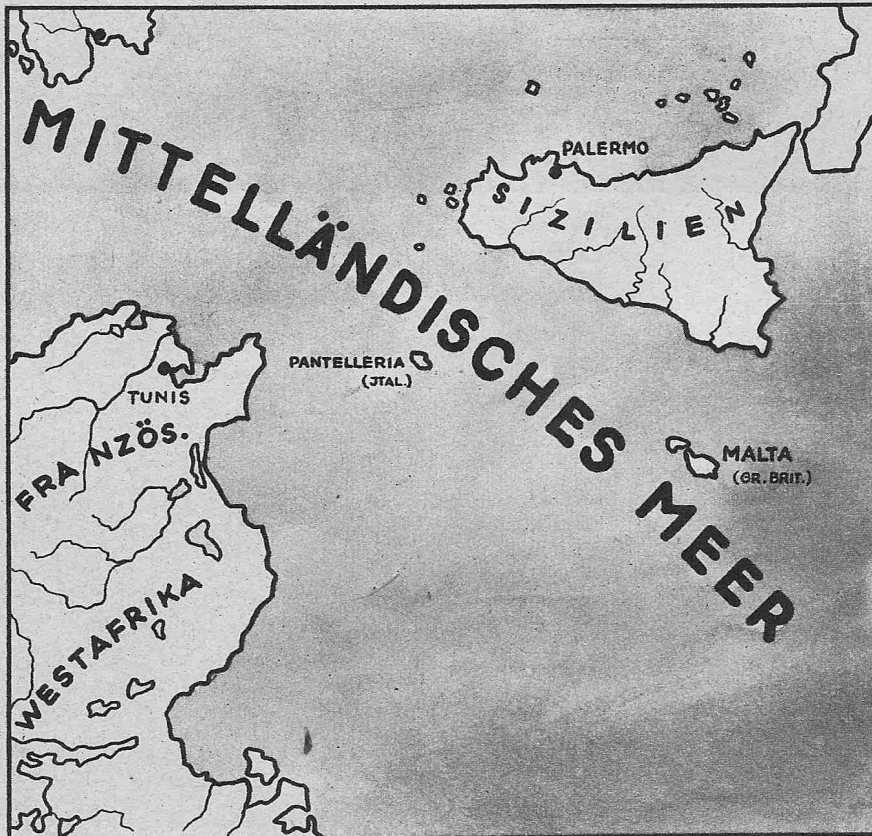 MITTELLÄNDISCHES MEER
PALERMO
SIZILIEN
PANTELLERIA
(JTAL.)
TUNIS
FRANZÖS.
WESTAFRIKA
MALTA
(GR.BRIT.)